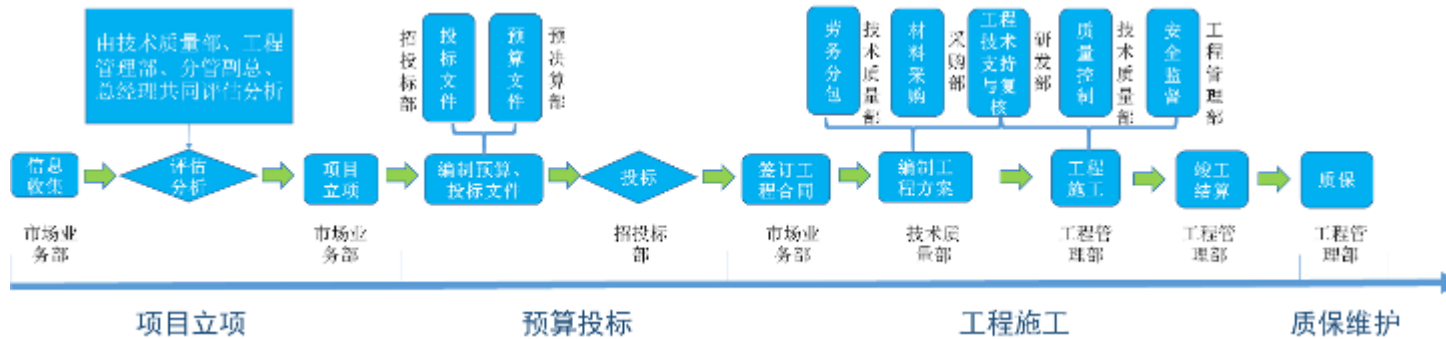 由技术质量部、工程
管理部、分管副总、
总经理共同评估分析
招投标部
投标文件
预算文件
预决算部
劳务分包
技术质量部
材料采购
采购部
工程
技术
支持
与复
核
研发部
质量控制
技术质量部
安全监督
工程管理部
信息
收集
评估
分析
项目
立项
编制预算、
投标文件
投标
签订工
程合同
编制工
程方案
工程
施工
竣工
结算
质保
市场业
务部
市场业
务部
招投标
部
市场业
务部
技术质
量部
工程管
理部
工程管
理部
工程管
理部
项目立项
预算投标
工程施工
质保维护